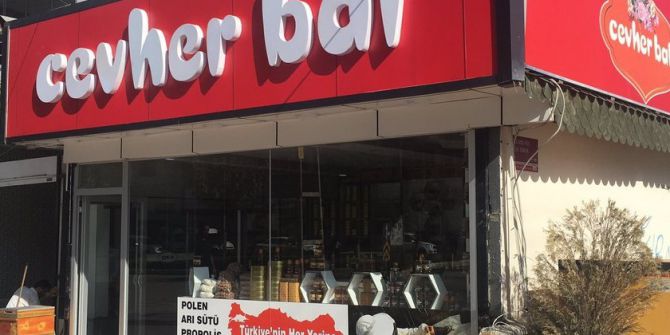 cevher bal
cevher bal
POLEN
ARI SÜTÜ
PROPOLİS
Türkiye'nin Her Yerine